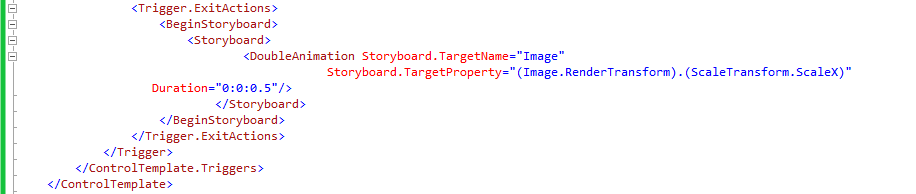 <Trigger.ExitActions>
<BeginStoryboard>
<Storyboard>
<DoubleAnimation Storyboard.TargetName="Image"
Storyboard.TargetProperty="(Image.RenderTransform).(ScaleTransform.ScaleX)"
Duration="0:0:0.5"/>
</Storyboard>
</BeginStoryboard>
</Trigger.ExitActions>
</Trigger>
</ControlTemplate.Triggers>
</ControlTemplate>